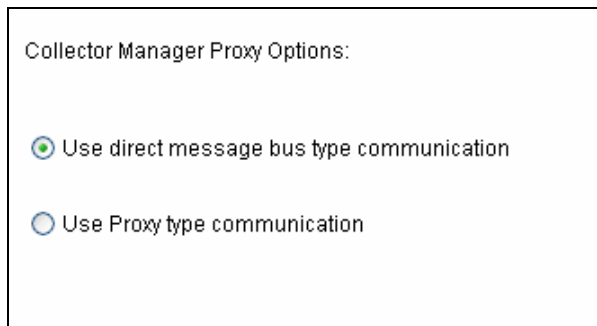 Collector Manager Proxy Options:
Use direct message bus type communication
Use Proxy type communication